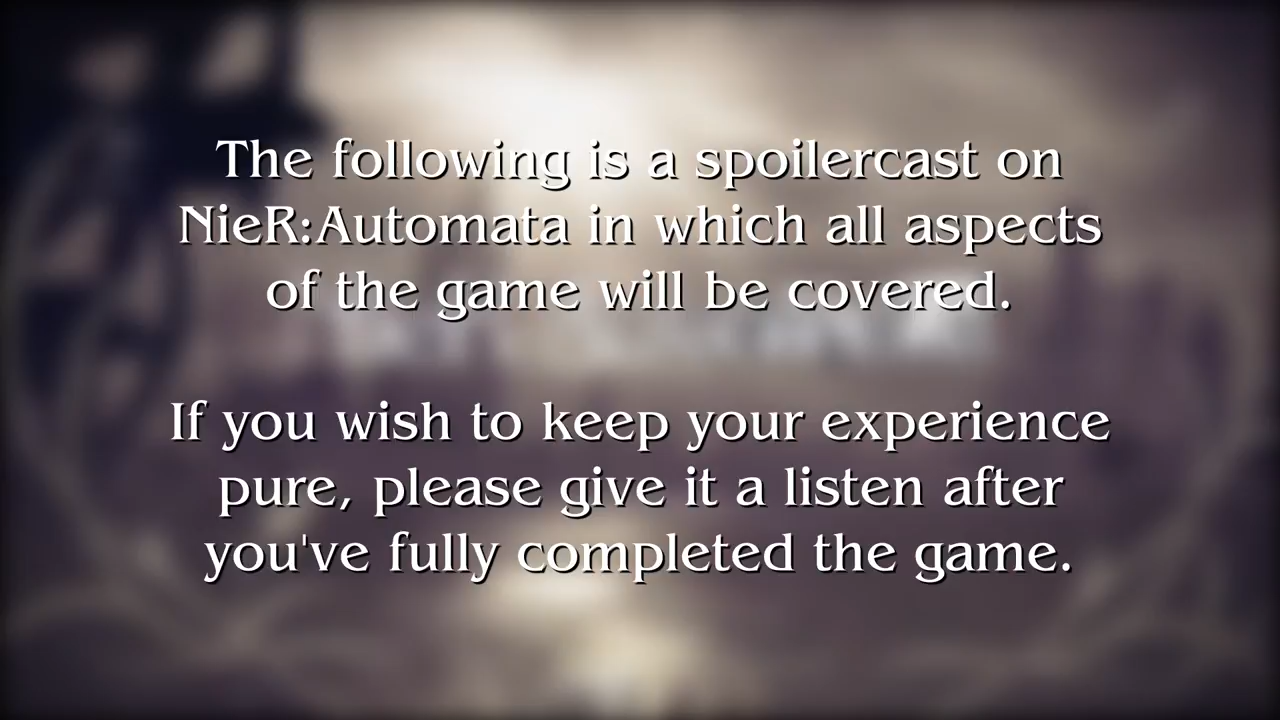 The following is a spoilercast on
NieR:Automata in which all aspects
of the game will be covered.
If you wish to keep your experience
pure, please give it a listen after
you've fully completed the game.